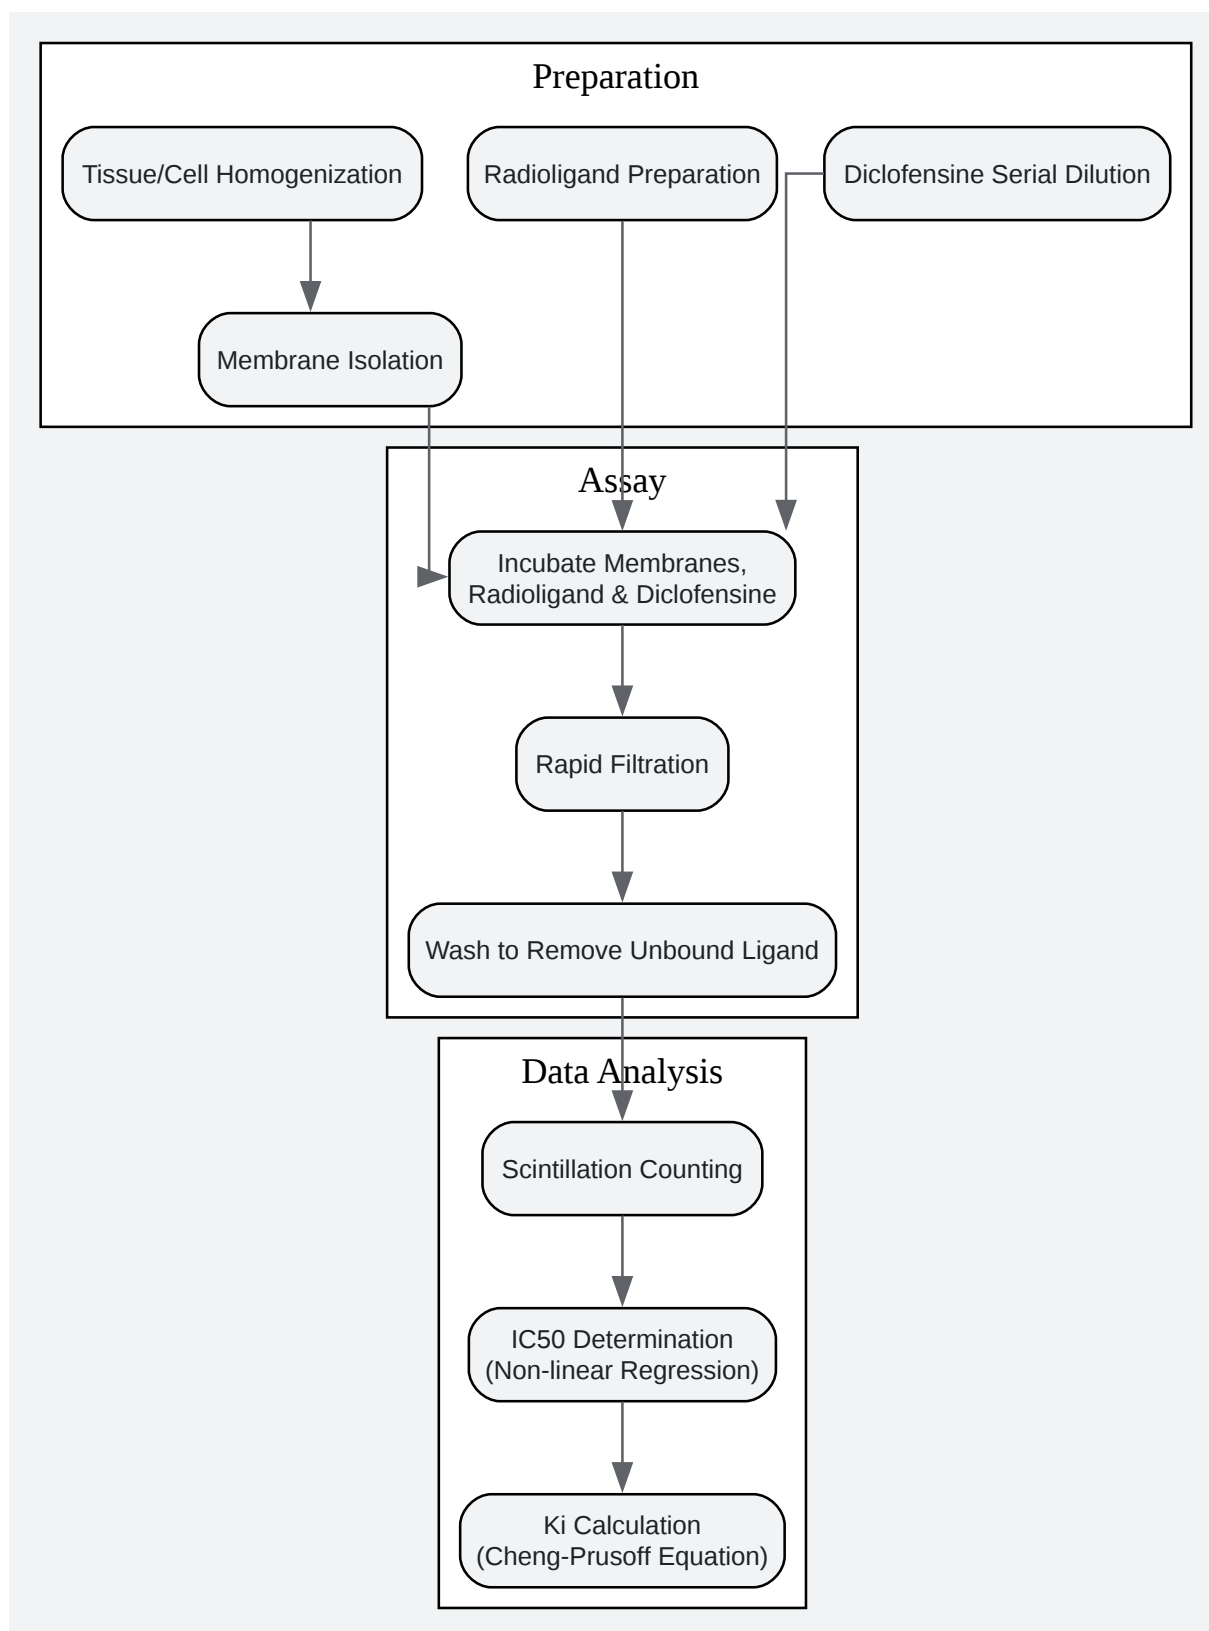 Preparation
Tissue/Cell Homogenization
Radioligand Preparation
Diclofensine Serial Dilution
Membrane Isolation
Assay
Incubate Membranes,
Radioligand & Diclofensine
Rapid Filtration
Wash to Remove Unbound Ligand
Data Analysis
Scintillation Counting
IC50 Determination
(Non-linear Regression)
Ki Calculation
(Cheng-Prusoff Equation)